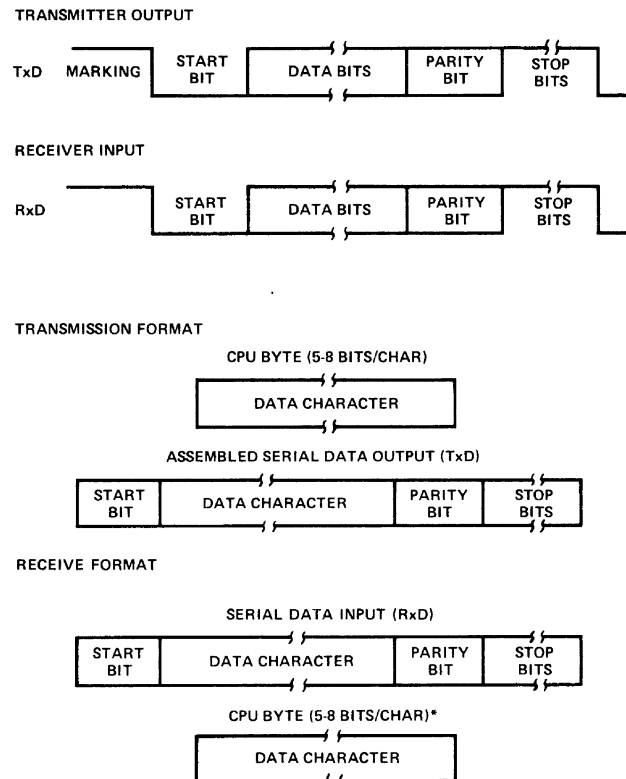 TRANSMITTER OUTPUT
TxD MARKING START BIT DATA BITS PARITY BIT STOP BITS
RECEIVER INPUT
RxD START BIT DATA BITS PARITY BIT STOP BITS
TRANSMISSION FORMAT
CPU BYTE (5-8 BITS/CHAR)
DATA CHARACTER
ASSEMBLED SERIAL DATA OUTPUT (TxD)
START BIT DATA CHARACTER PARITY BIT STOP BITS
RECEIVE FORMAT
SERIAL DATA INPUT (RxD)
START BIT DATA CHARACTER PARITY BIT STOP BITS
CPU BYTE (5-8 BITS/CHAR)*
DATA CHARACTER